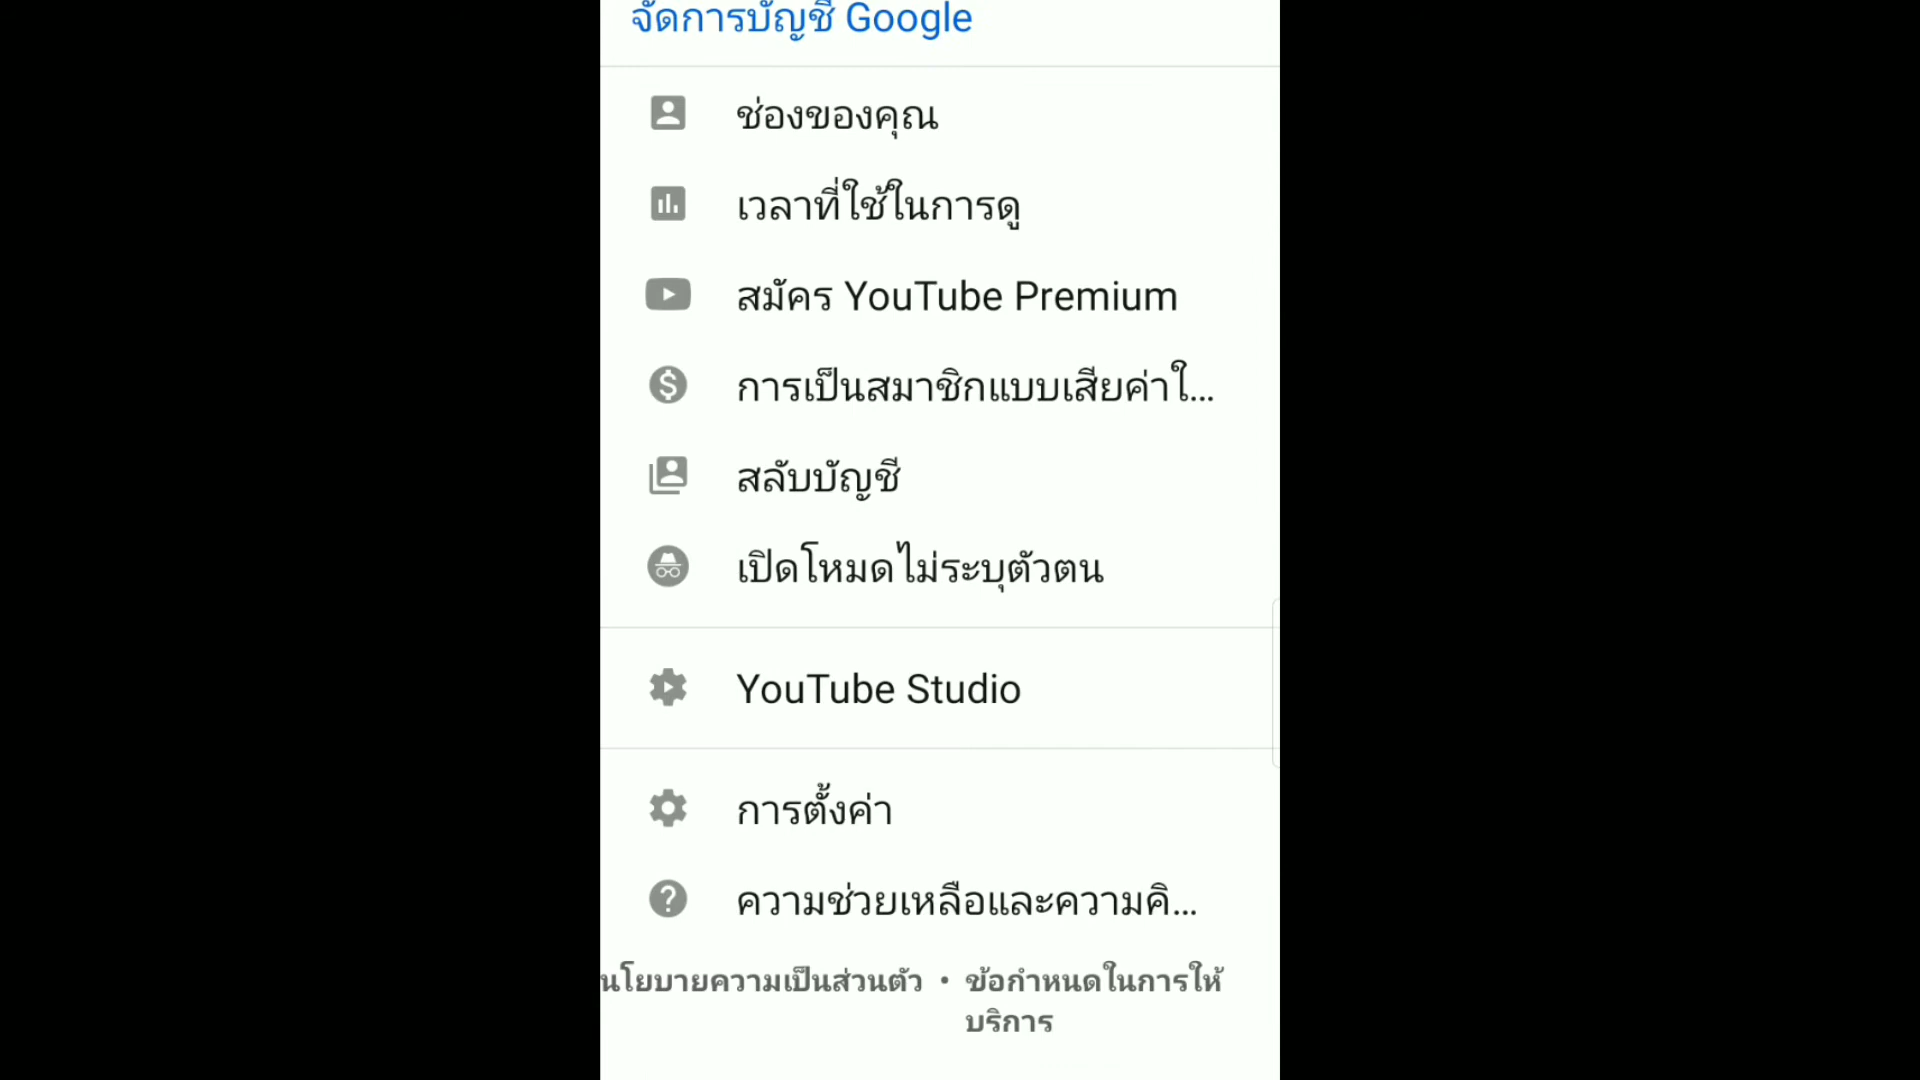 จัดการบัญชี Google
ช่องของคุณ
เวลาที่ใช้ในการดู
สมัคร YouTube Premium
การเป็นสมาชิกแบบเสียค่าใ...
สลับบัญชี
เปิดโหมดไม่ระบุตัวตน
YouTube Studio
การตั้งค่า
ความช่วยเหลือและความคิ...
นโยบายความเป็นส่วนตัว • ข้อกำหนดในการให้
บริการ